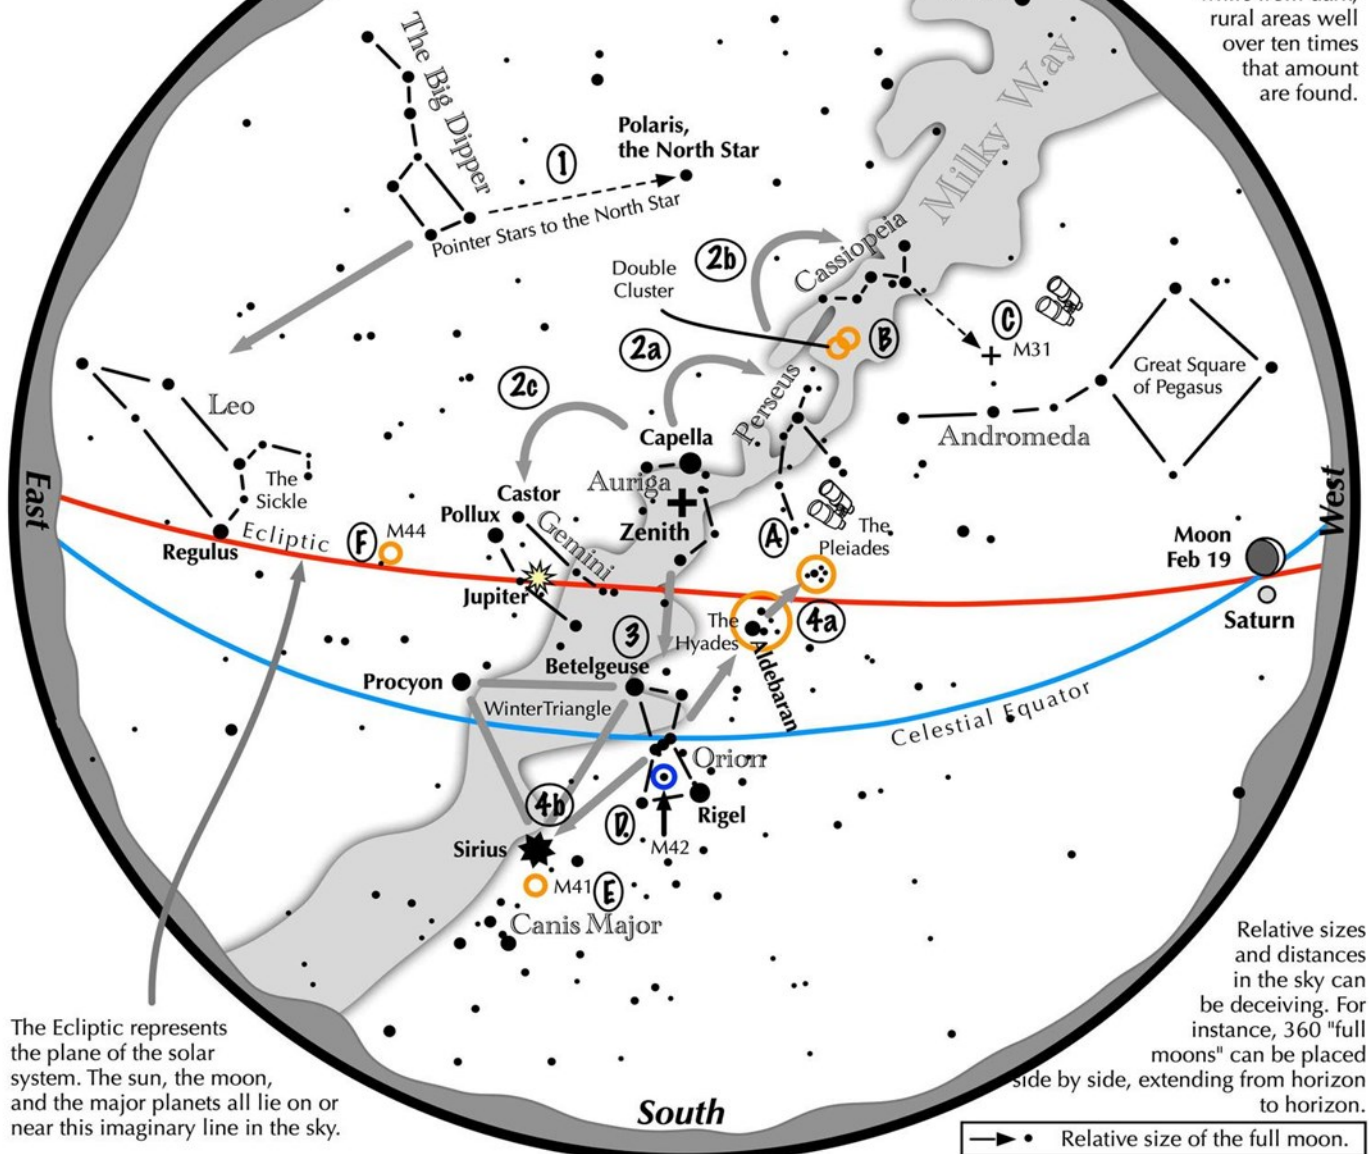 rural areas well
over ten times
that amount
are found.
The Big Dipper
Milky Way
Polaris,
the North Star
1
Pointer Stars to the North Star
Cassiopeia
2b
Double
Cluster
B
C
M31
2a
2c
Perseus
Great Square
of Pegasus
Leo
Andromeda
Capella
Auriga
The
Sickle
Castor
Pollux
Gemini
Zenith
A
The
Pleiades
East
West
Regulus
Ecliptic
F
M44
Moon
Feb 19
Jupiter
Saturn
The
Hyades
4a
3
Aldebaran
Betelgeuse
Procyon
WinterTriangle
Celestial Equator
Orion
4b
D
Rigel
Sirius
M42
M41
E
Canis Major
Relative sizes
and distances
in the sky can
be deceiving. For
instance, 360 "full
moons" can be placed
side by side, extending from horizon
to horizon.
The Ecliptic represents
the plane of the solar
system. The sun, the moon,
and the major planets all lie on or
near this imaginary line in the sky.
South
Relative size of the full moon.